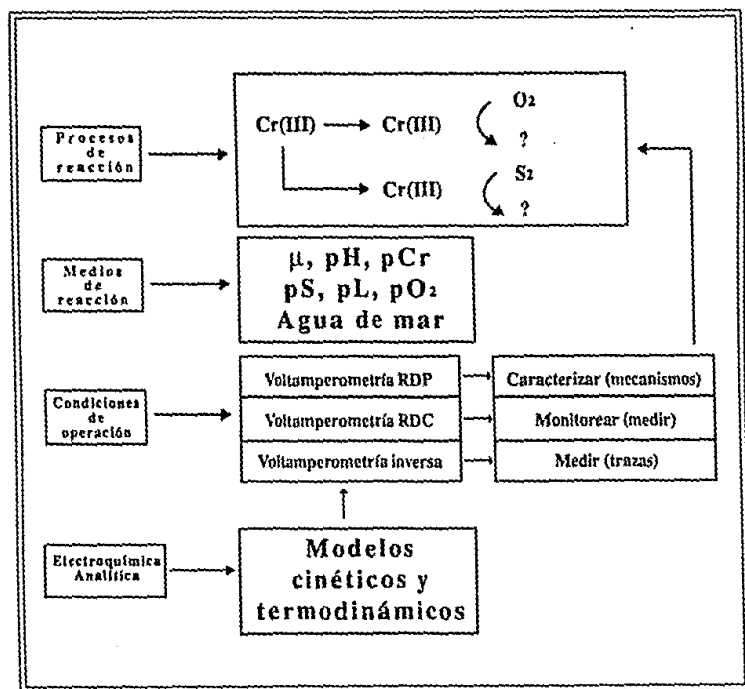 Procesos
de
reacción
Cr(III) → Cr(III)
O2
?
Cr(III)
S2
?
Medios
de
reacción
μ, pH, pCr
pS, pL, pO2
Agua de mar
Condiciones
de
operación
Voltamperometría RDP
Caracterizar (mecanismos)
Voltamperometría RDC
Monitorear (medir)
Voltamperometría inversa
Medir (trazas)
Electroquímica
Analítica
Modelos
cinéticos y
termodinámicos